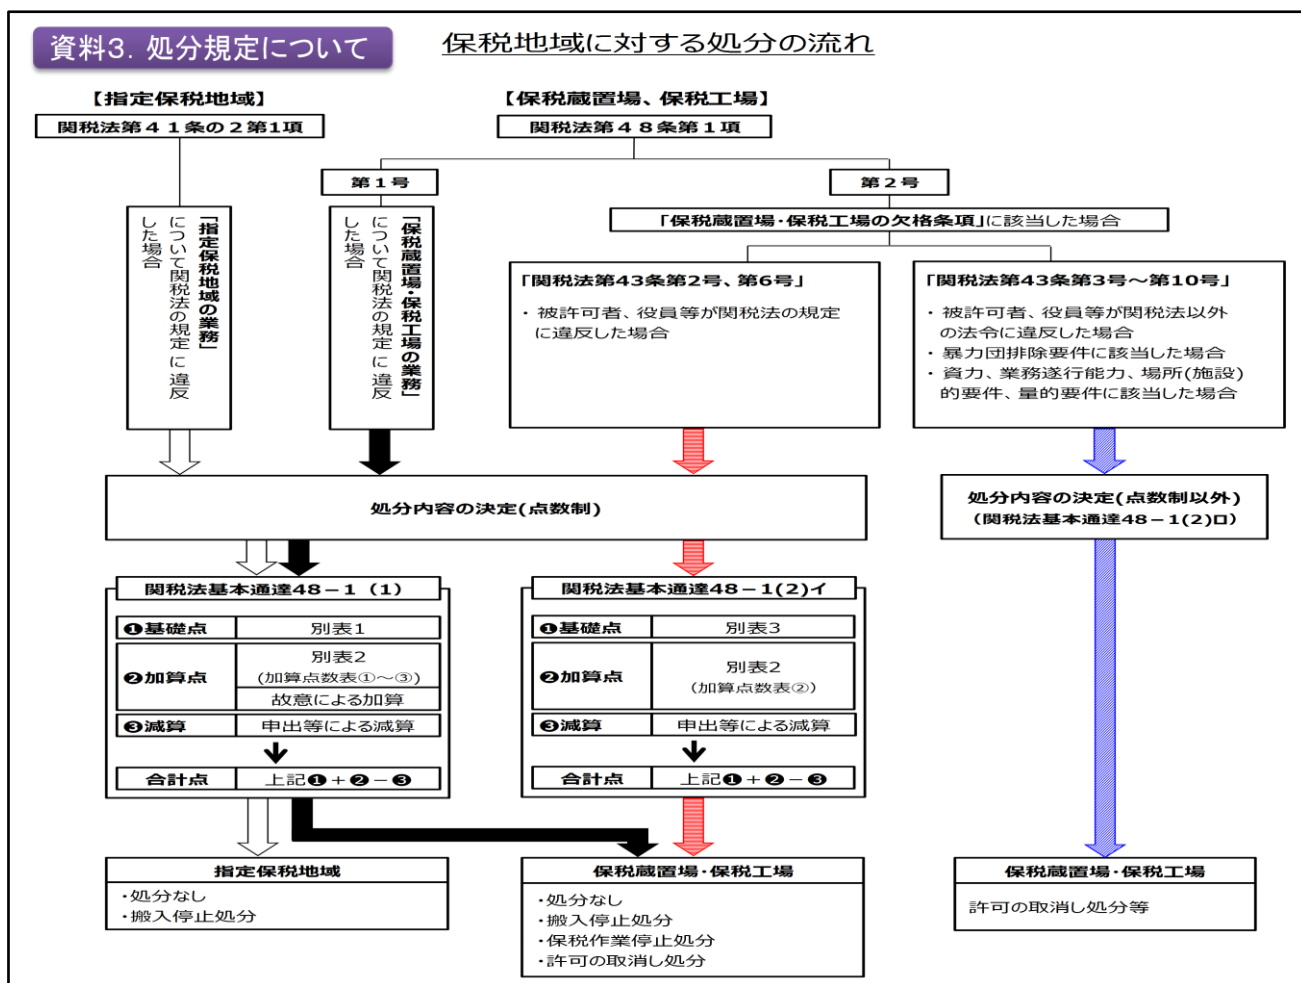 資料3．処分規定について
保税地域に対する処分の流れ
【指定保税地域】
関税法第４１条の２第1項
【保税蔵置場、保税工場】
関税法第４８条第１項
第１号
第２号
「指定保税地域の業務」
について関税法の規定に違反
した場合
「保税蔵置場・保税工場の業務」
について関税法の規定に違反
した場合
「保税蔵置場・保税工場の欠格条項」に該当した場合
「関税法第43条第2号、第6号」
・ 被許可者、役員等が関税法の規定
に違反した場合
「関税法第43条第3号～第10号」
・ 被許可者、役員等が関税法以外
の法令に違反した場合
・ 暴力団排除要件に該当した場合
・ 資力、業務遂行能力、場所(施設)
的要件、量的要件に該当した場合
処分内容の決定(点数制)
処分内容の決定(点数制以外)
（関税法基本通達48－1(2)ロ）
関税法基本通達48－1（1）
❶基礎点 別表1
❷加算点 別表2
(加算点数表①～③)
故意による加算
❸減算 申出等による減算
合計点 上記❶＋❷－❸
関税法基本通達48－1(2)イ
❶基礎点 別表3
❷加算点 別表2
(加算点数表②)
❸減算 申出等による減算
合計点 上記❶＋❷－❸
指定保税地域
・処分なし
・搬入停止処分
保税蔵置場・保税工場
・処分なし
・搬入停止処分
・保税作業停止処分
・許可の取消し処分
保税蔵置場・保税工場
許可の取消し処分等